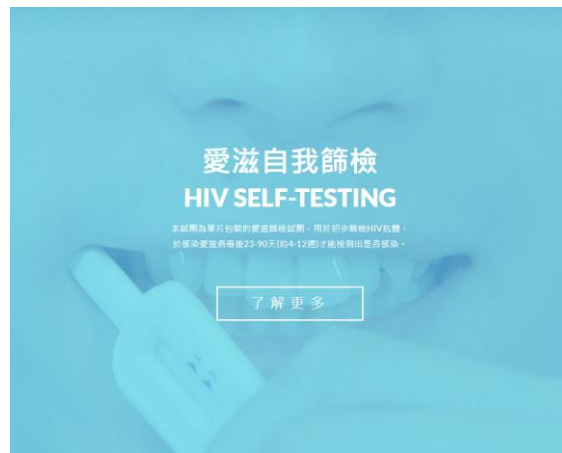 愛滋自我篩檢
HIV SELF-TESTING
本試劑為單片包裝的愛滋篩檢試劑，用於初步篩檢HIV抗體，
於感染愛滋病毒後23-90天(約4-12週)才能檢測出是否感染。
了解更多